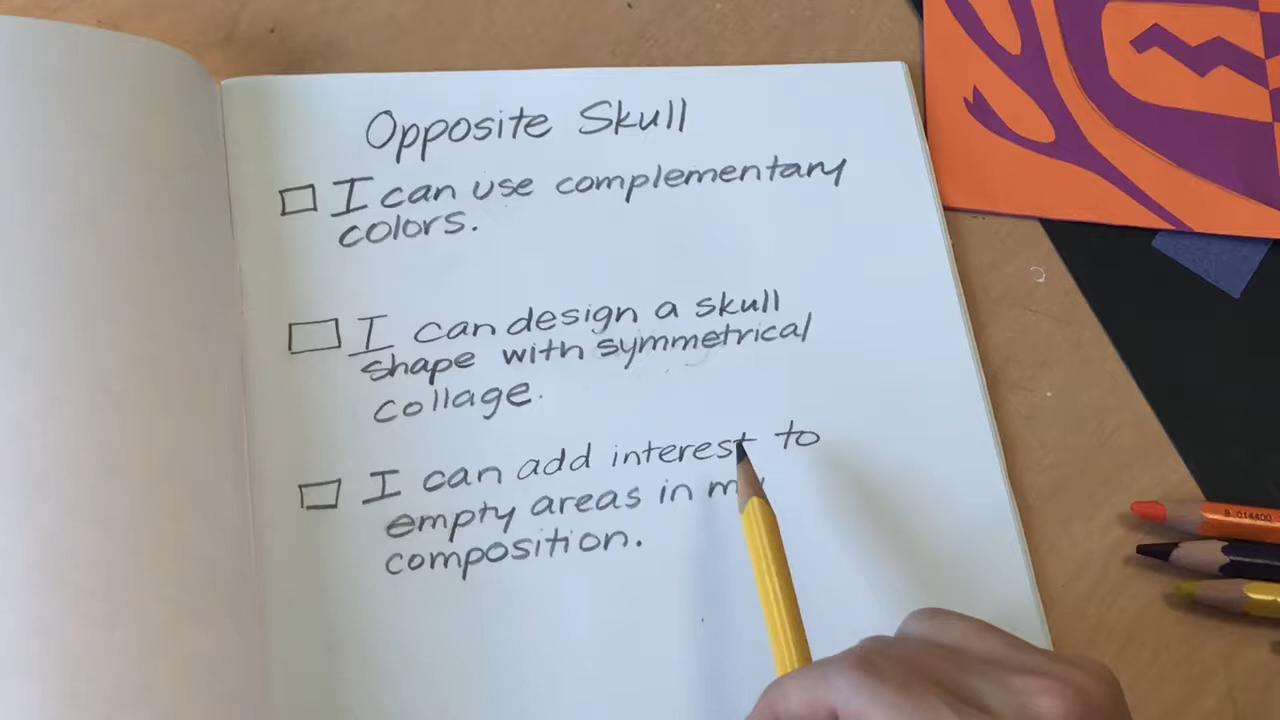 Opposite Skull
I can use complementary
colors.
I can design a skull
shape with symmetrical
collage.
I can add interest to
empty areas in my
composition.